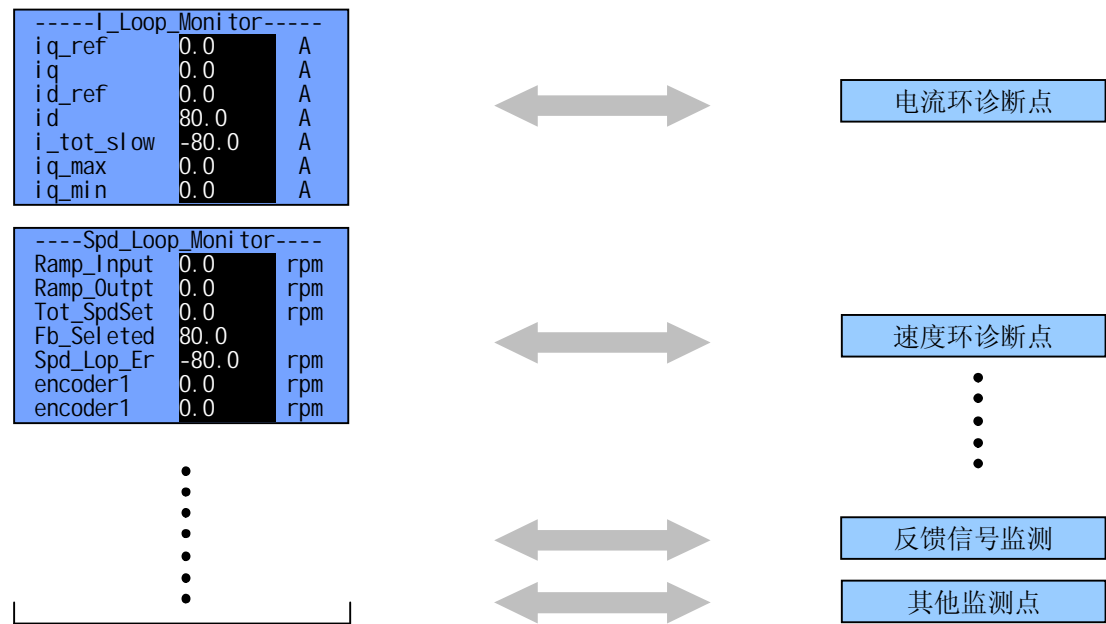 -----I_Loop_Monitor-----
iq_ref 0.0 A
iq 0.0 A
id_ref 0.0 A
id 80.0 A
i_tot_slow -80.0 A
iq_max 0.0 A
iq_min 0.0 A
电流环诊断点
----Spd_Loop_Monitor----
Ramp_Input 0.0 rpm
Ramp_Outpt 0.0 rpm
Tot_SpdSet 0.0 rpm
Fb_Seleted 80.0
Spd_Lop_Er -80.0 rpm
encoder1 0.0 rpm
encoder1 0.0 rpm
速度环诊断点
反馈信号监测
其他监测点